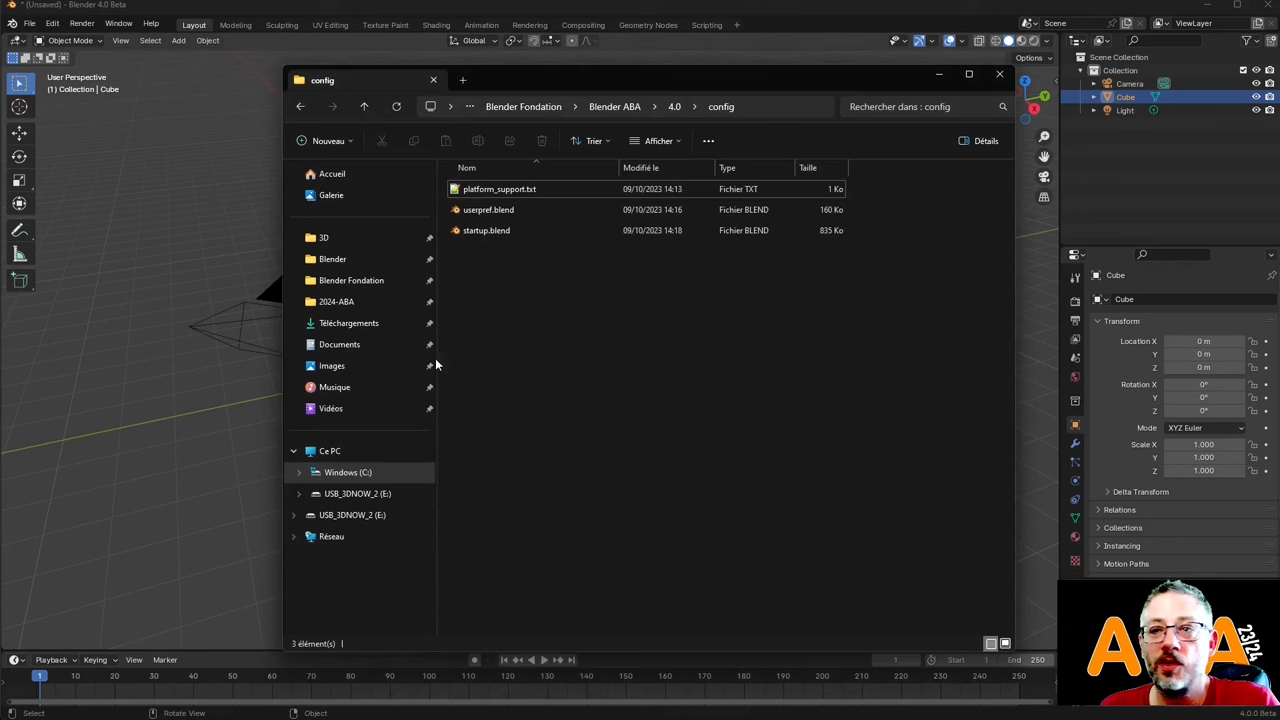 * (Unsaved) - Blender 4.0 Beta
File Edit Render Window Help Layout Modeling Sculpting UV Editing Texture Paint Shading Animation Rendering Compositing Geometry Nodes Scripting Scene ViewLayer
Object Mode View Select Add Object Global
Options
User Perspective
(1) Collection | Cube
Scene Collection
Collection
Camera
Cube
Light
config
Blender Fondation > Blender ABA > 4.0 > config
Rechercher dans : config
Nouveau Trier Afficher ••• Détails
Nom Modifié le Type Taille
platform_support.txt 09/10/2023 14:13 Fichier TXT 1 Ko
userpref.blend 09/10/2023 14:16 Fichier BLEND 160 Ko
startup.blend 09/10/2023 14:18 Fichier BLEND 835 Ko
Accueil
Galerie
3D
Blender
Blender Fondation
2024-ABA
Téléchargements
Documents
Images
Musique
Vidéos
Ce PC
Windows (C:)
USB_3DNOW_2 (E:)
USB_3DNOW_2 (E:)
Réseau
3 élément(s)
X
Y
Z
Cube
Cube
Transform
Location X 0 m
Y 0 m
Z 0 m
Rotation X 0°
Y 0°
Z 0°
Mode XYZ Euler
Scale X 1.000
Y 1.000
Z 1.000
Delta Transform
Relations
Collections
Instancing
Motion Paths
ABA
23/24
Playback Keying View Marker 1 Start 1 End 250
1 10 20 30 40 50 60 70 80 90 100 110 120 130 140 150 160 170 180 190 200 210 220 230 240 250
Select Rotate View Object 4.0.0 Beta